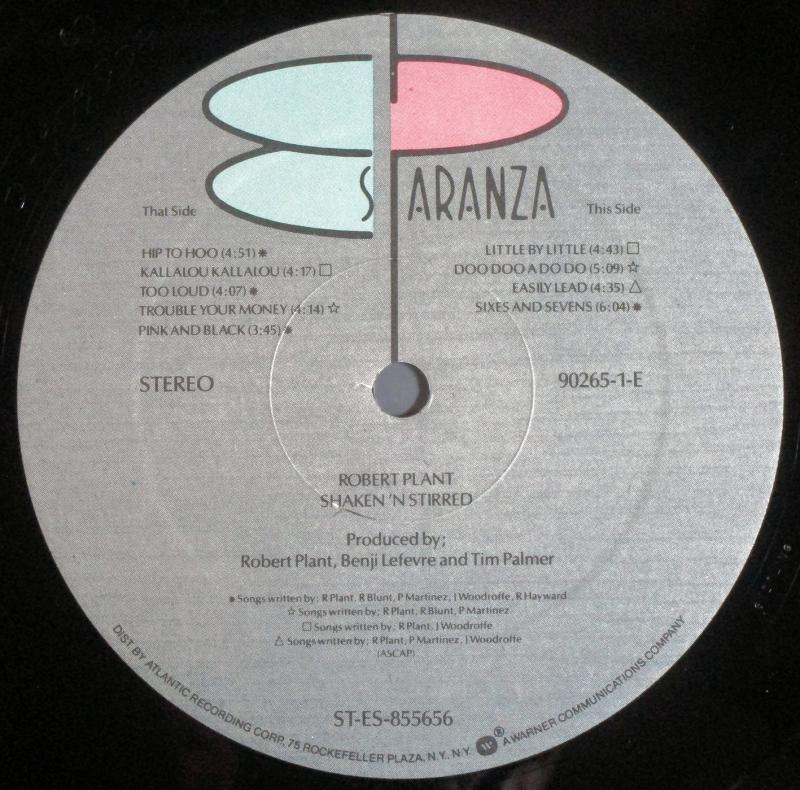 ES PARANZA
That Side
This Side
HIP TO HOO (4:51) ✷
KALLALOU KALLALOU (4:17) □
TOO LOUD (4:07) ✷
TROUBLE YOUR MONEY (4:14) ☆
PINK AND BLACK (3:45) ✷
LITTLE BY LITTLE (4:43) □
DOO DOO A DO DO (5:09) ☆
EASILY LEAD (4:35) △
SIXES AND SEVENS (6:04) ✷
STEREO
90265-1-E
ROBERT PLANT
SHAKEN 'N STIRRED
Produced by;
Robert Plant, Benji Lefevre and Tim Palmer
✷ Songs written by; R Plant, R Blunt, P Martinez, J Woodroffe, R Hayward
☆ Songs written by; R Plant, R Blunt, P Martinez
□ Songs written by; R Plant, J Woodroffe
△ Songs written by; R Plant, P Martinez, J Woodroffe
(ASCAP)
ST-ES-855656
DIST BY ATLANTIC RECORDING CORP, 75 ROCKEFELLER PLAZA, N.Y., N.Y. ® A WARNER COMMUNICATIONS COMPANY